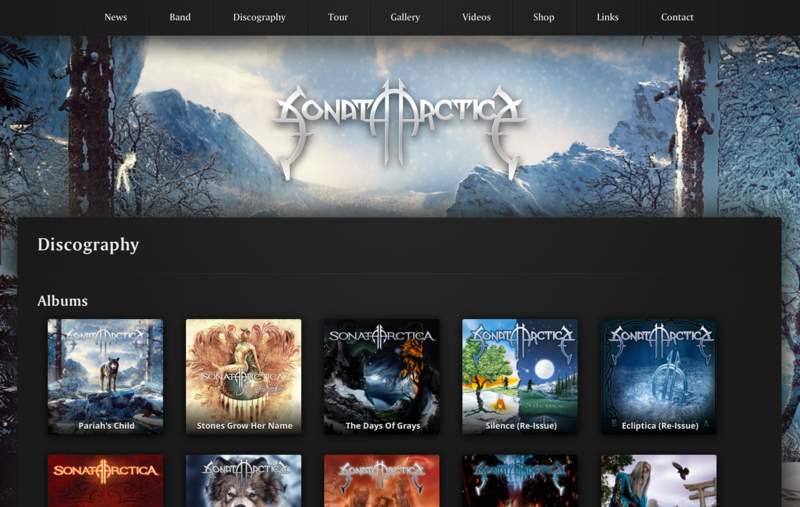 News Band Discography Tour Gallery Videos Shop Links Contact
SONATA ARCTICA
Discography
Albums
SONATA ARCTICA SONATA ARCTICA SONATA ARCTICA SONATA ARCTICA SONATA ARCTICA
Pariah's Child Stones Grow Her Name The Days Of Grays Silence (Re-Issue) Ecliptica (Re-Issue)
SONATA ARCTICA SONATA ARCTICA SONATA ARCTICA SONATA ARCTICA